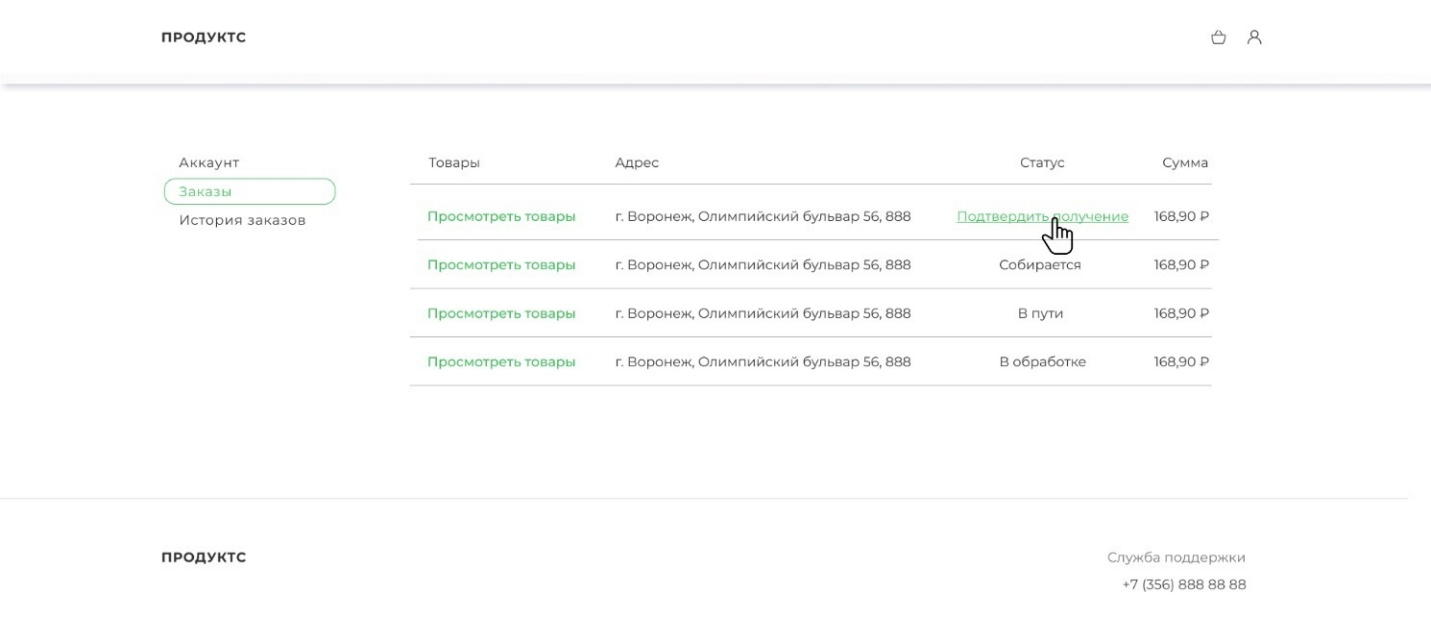 ПРОДУКТС
Аккаунт
Заказы
История заказов
Товары Адрес Статус Сумма
Просмотреть товары г. Воронеж, Олимпийский бульвар 56, 888 Подтвердить получение 168,90 ₽
Просмотреть товары г. Воронеж, Олимпийский бульвар 56, 888 Собирается 168,90 ₽
Просмотреть товары г. Воронеж, Олимпийский бульвар 56, 888 В пути 168,90 ₽
Просмотреть товары г. Воронеж, Олимпийский бульвар 56, 888 В обработке 168,90 ₽
ПРОДУКТС
Служба поддержки
+7 (356) 888 88 88